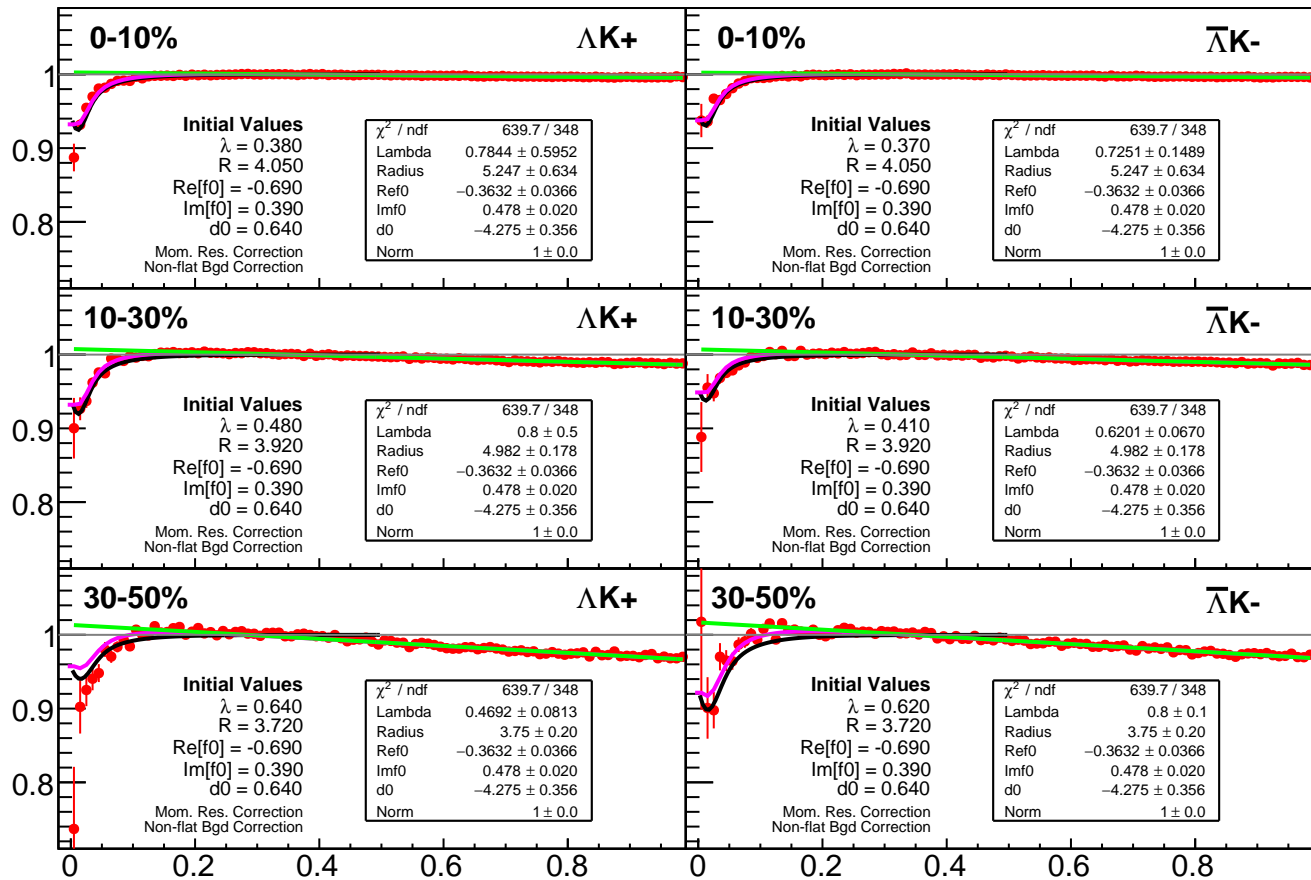 0-10%
ΛK+
1
0.9
0.8
Initial Values
λ = 0.380
R = 4.050
Re[f0] = -0.690
Im[f0] = 0.390
d0 = 0.640
Mom. Res. Correction
Non-flat Bgd Correction
χ² / ndf 639.7 / 348
Lambda 0.7844 ± 0.5952
Radius 5.247 ± 0.634
Ref0 −0.3632 ± 0.0366
Imf0 0.478 ± 0.020
d0 −4.275 ± 0.356
Norm 1 ± 0.0
0-10%
Λ̅K-
Initial Values
λ = 0.370
R = 4.050
Re[f0] = -0.690
Im[f0] = 0.390
d0 = 0.640
Mom. Res. Correction
Non-flat Bgd Correction
χ² / ndf 639.7 / 348
Lambda 0.7251 ± 0.1489
Radius 5.247 ± 0.634
Ref0 −0.3632 ± 0.0366
Imf0 0.478 ± 0.020
d0 −4.275 ± 0.356
Norm 1 ± 0.0
10-30%
ΛK+
1
0.9
0.8
Initial Values
λ = 0.480
R = 3.920
Re[f0] = -0.690
Im[f0] = 0.390
d0 = 0.640
Mom. Res. Correction
Non-flat Bgd Correction
χ² / ndf 639.7 / 348
Lambda 0.8 ± 0.5
Radius 4.982 ± 0.178
Ref0 −0.3632 ± 0.0366
Imf0 0.478 ± 0.020
d0 −4.275 ± 0.356
Norm 1 ± 0.0
10-30%
Λ̅K-
Initial Values
λ = 0.410
R = 3.920
Re[f0] = -0.690
Im[f0] = 0.390
d0 = 0.640
Mom. Res. Correction
Non-flat Bgd Correction
χ² / ndf 639.7 / 348
Lambda 0.6201 ± 0.0670
Radius 4.982 ± 0.178
Ref0 −0.3632 ± 0.0366
Imf0 0.478 ± 0.020
d0 −4.275 ± 0.356
Norm 1 ± 0.0
30-50%
ΛK+
1
0.9
0.8
Initial Values
λ = 0.640
R = 3.720
Re[f0] = -0.690
Im[f0] = 0.390
d0 = 0.640
Mom. Res. Correction
Non-flat Bgd Correction
χ² / ndf 639.7 / 348
Lambda 0.4692 ± 0.0813
Radius 3.75 ± 0.20
Ref0 −0.3632 ± 0.0366
Imf0 0.478 ± 0.020
d0 −4.275 ± 0.356
Norm 1 ± 0.0
30-50%
Λ̅K-
Initial Values
λ = 0.620
R = 3.720
Re[f0] = -0.690
Im[f0] = 0.390
d0 = 0.640
Mom. Res. Correction
Non-flat Bgd Correction
χ² / ndf 639.7 / 348
Lambda 0.8 ± 0.1
Radius 3.75 ± 0.20
Ref0 −0.3632 ± 0.0366
Imf0 0.478 ± 0.020
d0 −4.275 ± 0.356
Norm 1 ± 0.0
0 0.2 0.4 0.6 0.8
0 0.2 0.4 0.6 0.8